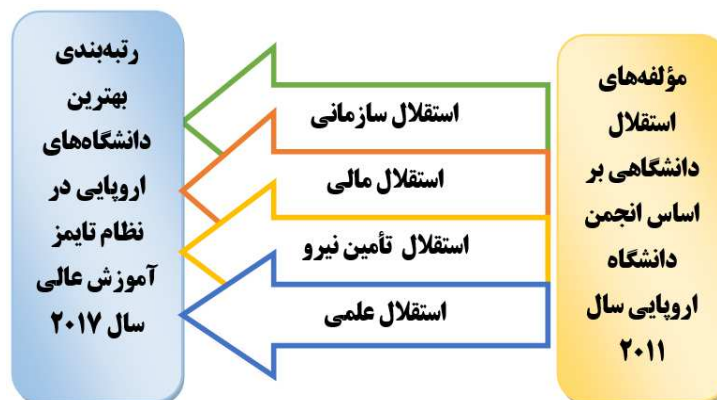 مؤلفه‌های
استقلال
دانشگاهی بر
اساس انجمن
دانشگاه
اروپایی سال
۲۰۱۱
استقلال سازمانی
استقلال مالی
استقلال تأمین نیرو
استقلال علمی
رتبه‌بندی
بهترین
دانشگاه‌های
اروپایی در
نظام تایمز
آموزش عالی
سال ۲۰۱۷